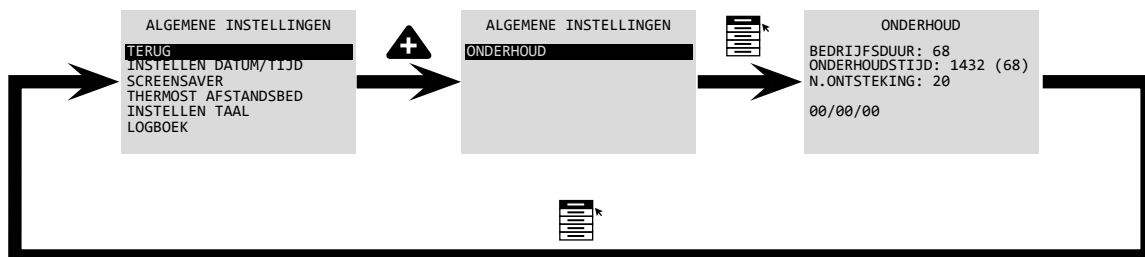 ALGEMENE INSTELLINGEN
TERUG
INSTELLEN DATUM/TIJD
SCREENSAVER
THERMOST AFSTANDSBED
INSTELLEN TAAL
LOGBOEK
ALGEMENE INSTELLINGEN
ONDERHOUD
ONDERHOUD
BEDRIJFSDUUR: 68
ONDERHOUDSTIJD: 1432 (68)
N.ONTSTEKING: 20
00/00/00